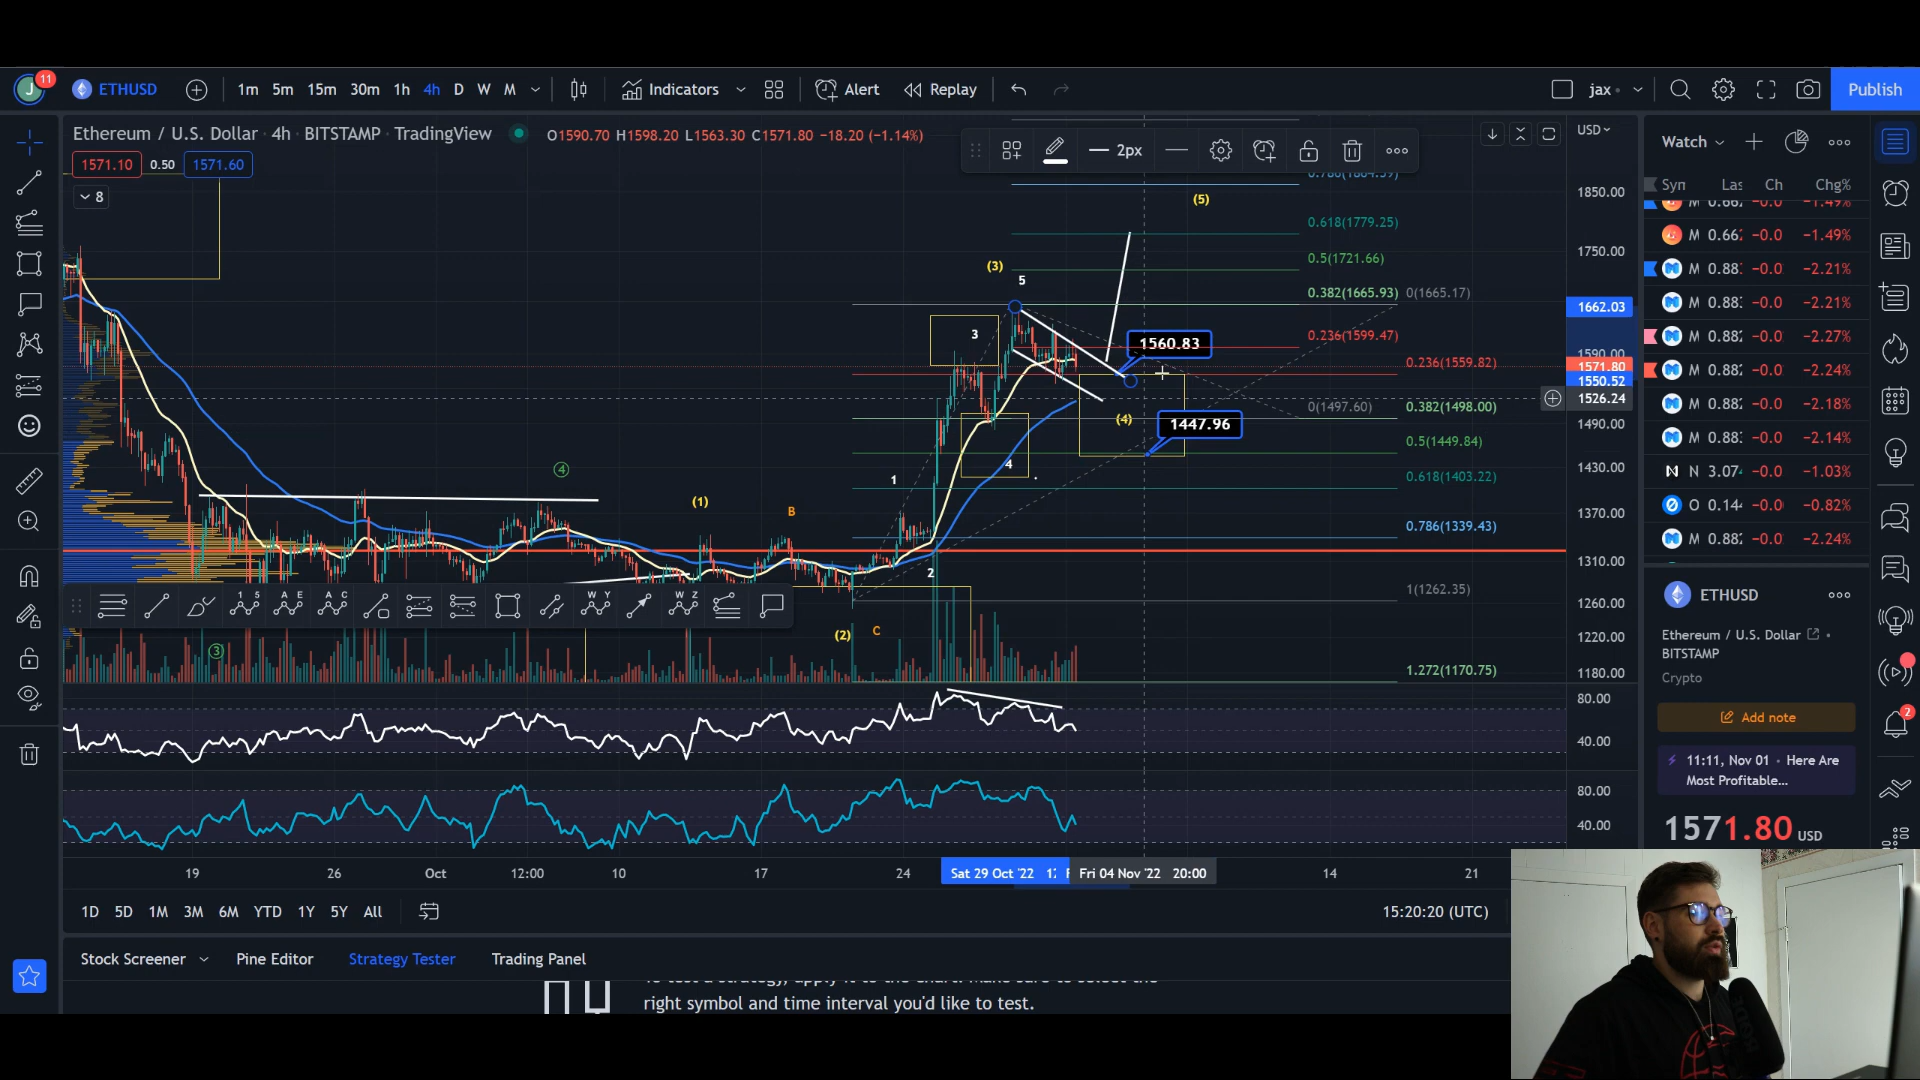 J 11 ETHUSD 1m 5m 15m 30m 1h 4h D W M Indicators Alert Replay jax Publish
Ethereum / U.S. Dollar · 4h · BITSTAMP · TradingView O1590.70 H1598.20 L1563.30 C1571.80 −18.20 (−1.14%)
1571.10 0.50 1571.60
8
2px
USD
Watch
Las Ch Chg%
M 0.66 -0.0 −1.49%
M 0.88 -0.0 −2.21%
M 0.88 -0.0 −2.21%
M 0.88 -0.0 −2.27%
M 0.88 -0.0 −2.24%
M 0.88 -0.0 −2.18%
M 0.88 -0.0 −2.14%
N 3.07 -0.0 −1.03%
O 0.14 -0.0 −0.82%
M 0.88 -0.0 −2.24%
(5)
0.618(1779.25)
0.5(1721.66)
0.382(1665.93) 0(1665.17)
0.236(1599.47)
0.236(1559.82)
0(1497.60) 0.382(1498.00)
0.5(1449.84)
0.618(1403.22)
0.786(1339.43)
1(1262.35)
1.272(1170.75)
(3)
5
3
1560.83
(4)
1447.96
4
1
2
(1)
B
(2)
C
4
3
1 5 A E A C W Y W Z
1850.00
1750.00
1662.03
1590.00
1571.80
1550.52
1526.24
1490.00
1430.00
1370.00
1310.00
1260.00
1220.00
1180.00
80.00
40.00
80.00
40.00
19 26 Oct 12:00 10 17 24 Sat 29 Oct '22 Fri 04 Nov '22 20:00 14 21
1D 5D 1M 3M 6M YTD 1Y 5Y All 15:20:20 (UTC)
Stock Screener Pine Editor Strategy Tester Trading Panel
right symbol and time interval you'd like to test.
ETHUSD
Ethereum / U.S. Dollar •
BITSTAMP
Crypto
Add note
11:11, Nov 01 • Here Are
Most Profitable...
1571.80 USD
2